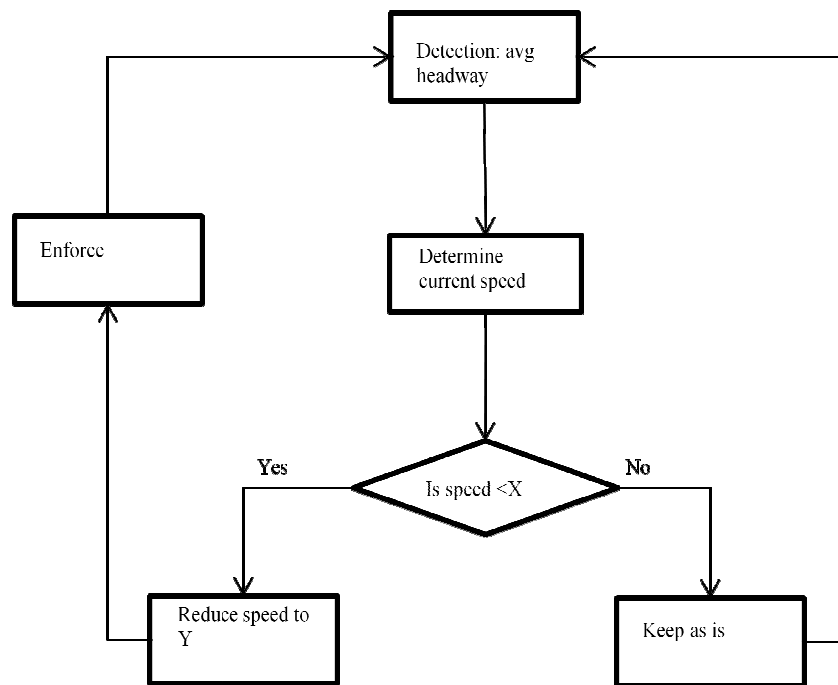 Detection: avg
headway
Enforce
Determine
current speed
Yes
No
Is speed <X
Reduce speed to
Y
Keep as is